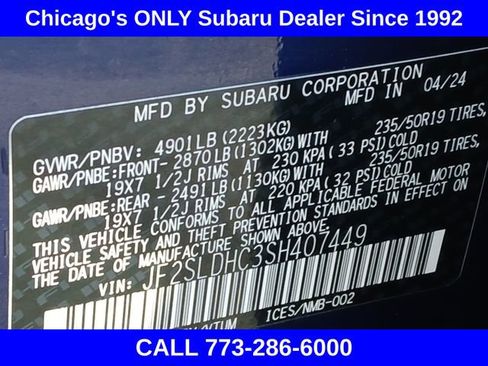 Chicago's ONLY Subaru Dealer Since 1992
MFD BY SUBARU CORPORATION MFD IN 04/24
GVWR/PNBV: 4901LB(2223KG)
GAWR/PNBE:FRONT- 2870LB(1302KG)WITH 235/50R19 TIRES,
19X7 1/2J RIMS AT 230 KPA(33 PSI)COLD
GAWR/PNBE:REAR - 2491LB(1130KG)WITH 235/50R19 TIRES,
19X7 1/2J RIMS AT 220 KPA(32 PSI)COLD
THIS VEHICLE CONFORMS TO ALL APPLICABLE FEDERAL MOTOR
VEHICLE SAFETY AND THEFT PREVENTION STANDARDS IN
EFFECT ON THE DATE OF MANUFACTURE SHOWN ABOVE.
VIN: JF2SLDHC3SH407449
ICES/NMB-002
CALL 773-286-6000